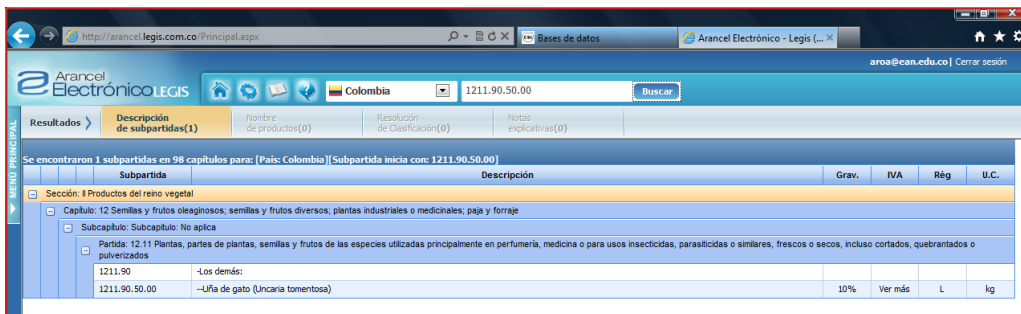 http://arancel.legis.com.co/Principal.aspx
Bases de datos
Arancel Electrónico - Legis (...
aroa@ean.edu.co | Cerrar sesión
Arancel
Electrónico LEGIS
Colombia
1211.90.50.00
Buscar
MENÚ PRINCIPAL
Resultados
Descripción
de subpartidas(1)
Nombre
de productos(0)
Resolución
de Clasificación(0)
Notas
explicativas(0)
Se encontraron 1 subpartidas en 98 capítulos para: [País: Colombia][Subpartida inicia con: 1211.90.50.00]
Subpartida Descripción Grav. IVA Règ U.C.
Sección: II Productos del reino vegetal
Capítulo: 12 Semillas y frutos oleaginosos; semillas y frutos diversos; plantas industriales o medicinales; paja y forraje
Subcapítulo: Subcapitulo: No aplica
Partida: 12.11 Plantas, partes de plantas, semillas y frutos de las especies utilizadas principalmente en perfumería, medicina o para usos insecticidas, parasiticidas o similares, frescos o secos, incluso cortados, quebrantados o
pulverizados
1211.90 -Los demás:
1211.90.50.00 --Uña de gato (Uncaria tomentosa) 10% Ver más L kg